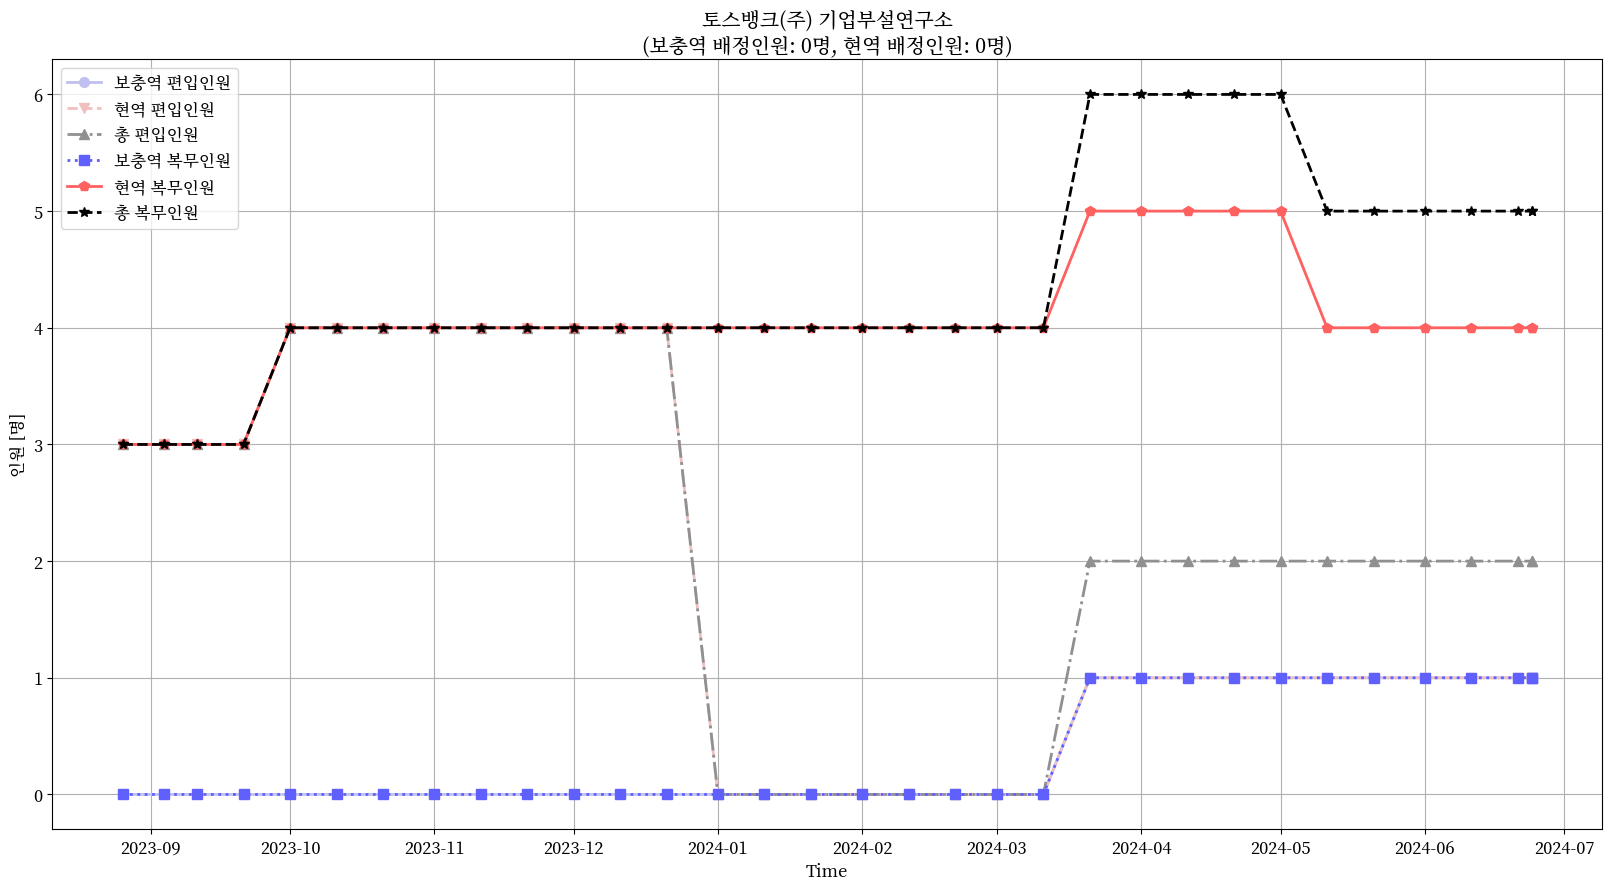 토스뱅크(주) 기업부설연구소
(보충역 배정인원: 0명, 현역 배정인원: 0명)
보충역 편입인원
현역 편입인원
총 편입인원
보충역 복무인원
현역 복무인원
총 복무인원
6
5
4
3
2
1
0
인원 [명]
2023-09 2023-10 2023-11 2023-12 2024-01 2024-02 2024-03 2024-04 2024-05 2024-06 2024-07
Time